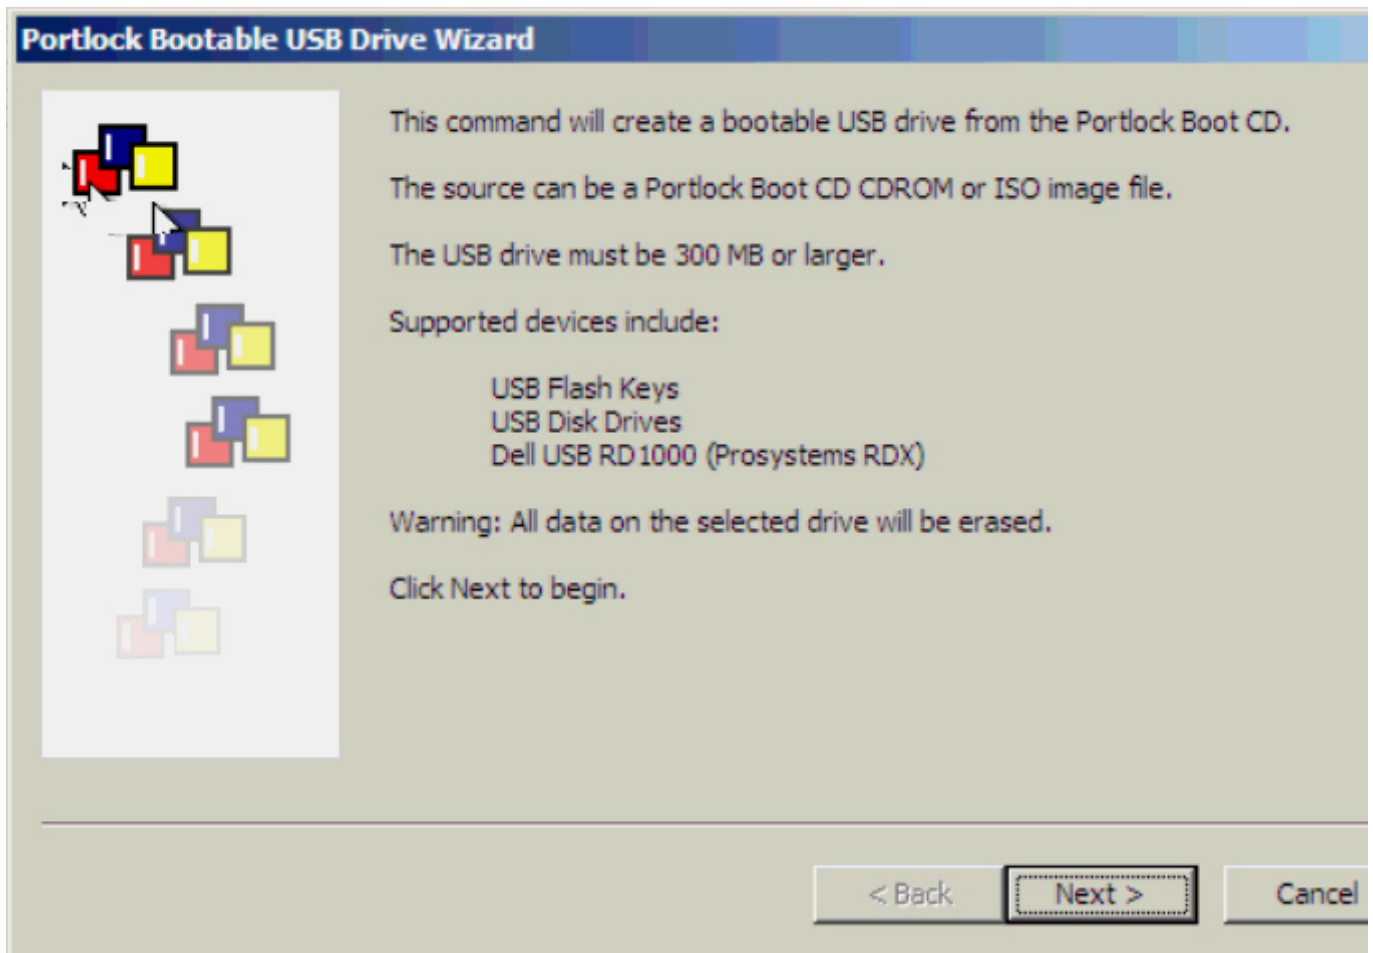 Portlock Bootable USB Drive Wizard
This command will create a bootable USB drive from the Portlock Boot CD.
The source can be a Portlock Boot CD CDROM or ISO image file.
The USB drive must be 300 MB or larger.
Supported devices include:
USB Flash Keys
USB Disk Drives
Dell USB RD1000 (Prosystems RDX)
Warning: All data on the selected drive will be erased.
Click Next to begin.
< Back Next > Cancel